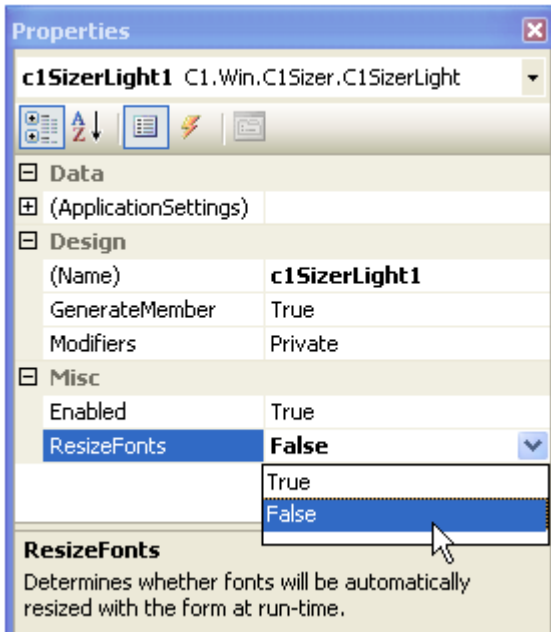 Properties
c1SizerLight1 C1.Win.C1Sizer.C1SizerLight
Data
(ApplicationSettings)
Design
(Name) c1SizerLight1
GenerateMember True
Modifiers Private
Misc
Enabled True
ResizeFonts False
True
False
ResizeFonts
Determines whether fonts will be automatically
resized with the form at run-time.